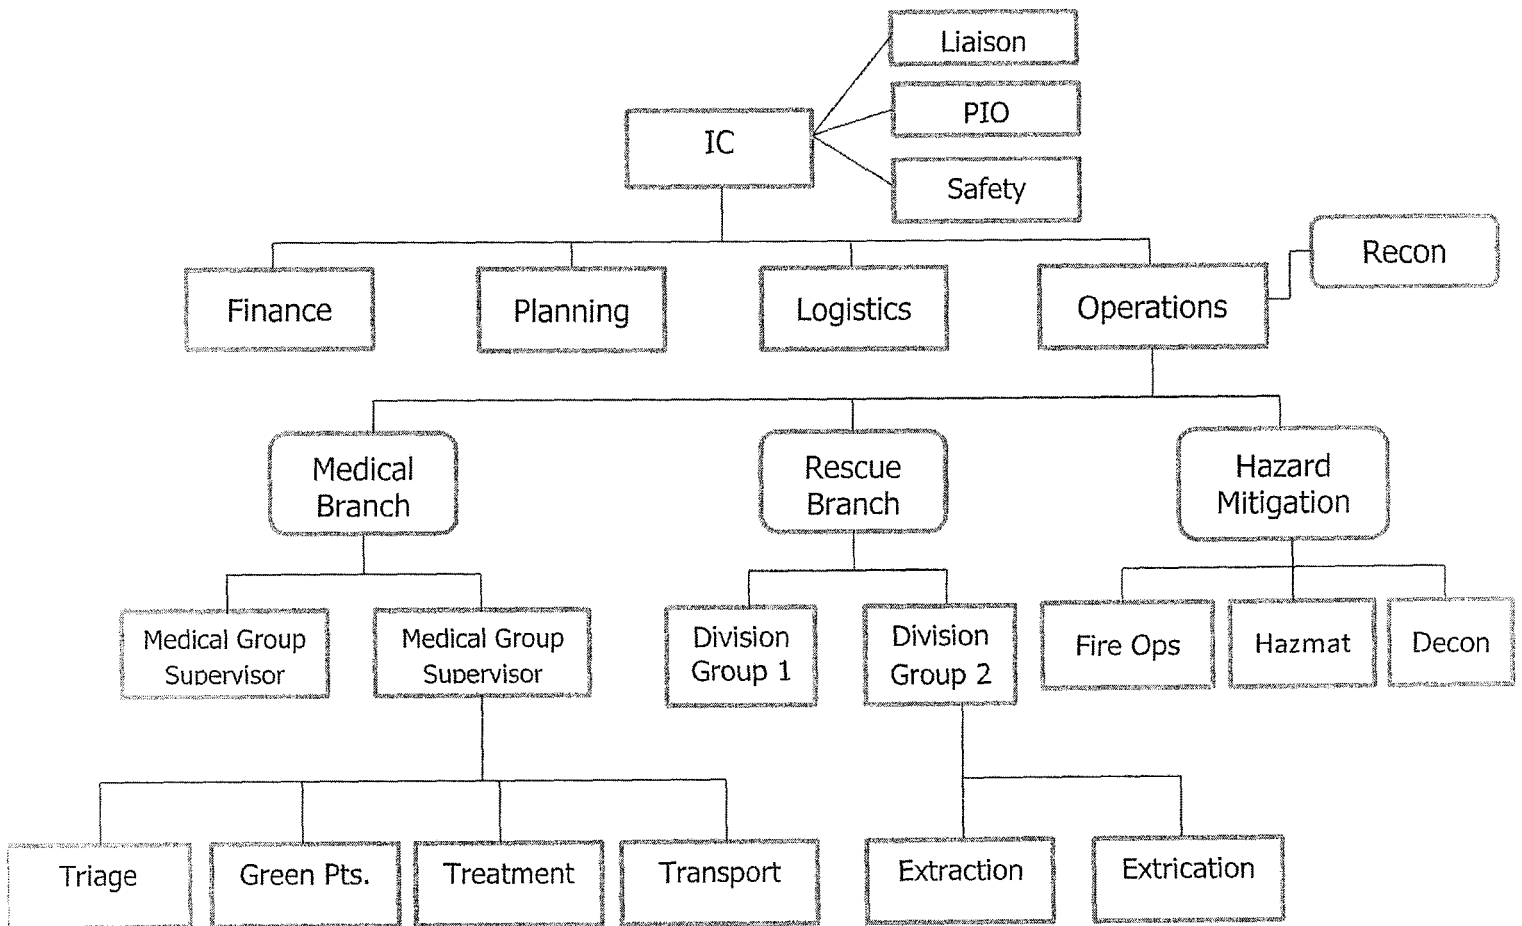 Liaison
PIO
IC
Safety
Recon
Finance
Planning
Logistics
Operations
Medical
Branch
Rescue
Branch
Hazard
Mitigation
Medical Group
Supervisor
Medical Group
Supervisor
Division
Group 1
Division
Group 2
Fire Ops
Hazmat
Decon
Triage
Green Pts.
Treatment
Transport
Extraction
Extrication